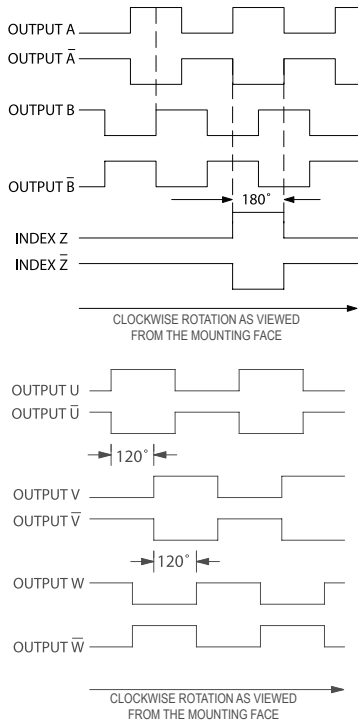 OUTPUT A
OUTPUT A̅
OUTPUT B
OUTPUT B̅
180°
INDEX Z
INDEX Z̅
CLOCKWISE ROTATION AS VIEWED
FROM THE MOUNTING FACE
OUTPUT U
OUTPUT U̅
120°
OUTPUT V
OUTPUT V̅
120°
OUTPUT W
OUTPUT W̅
CLOCKWISE ROTATION AS VIEWED
FROM THE MOUNTING FACE